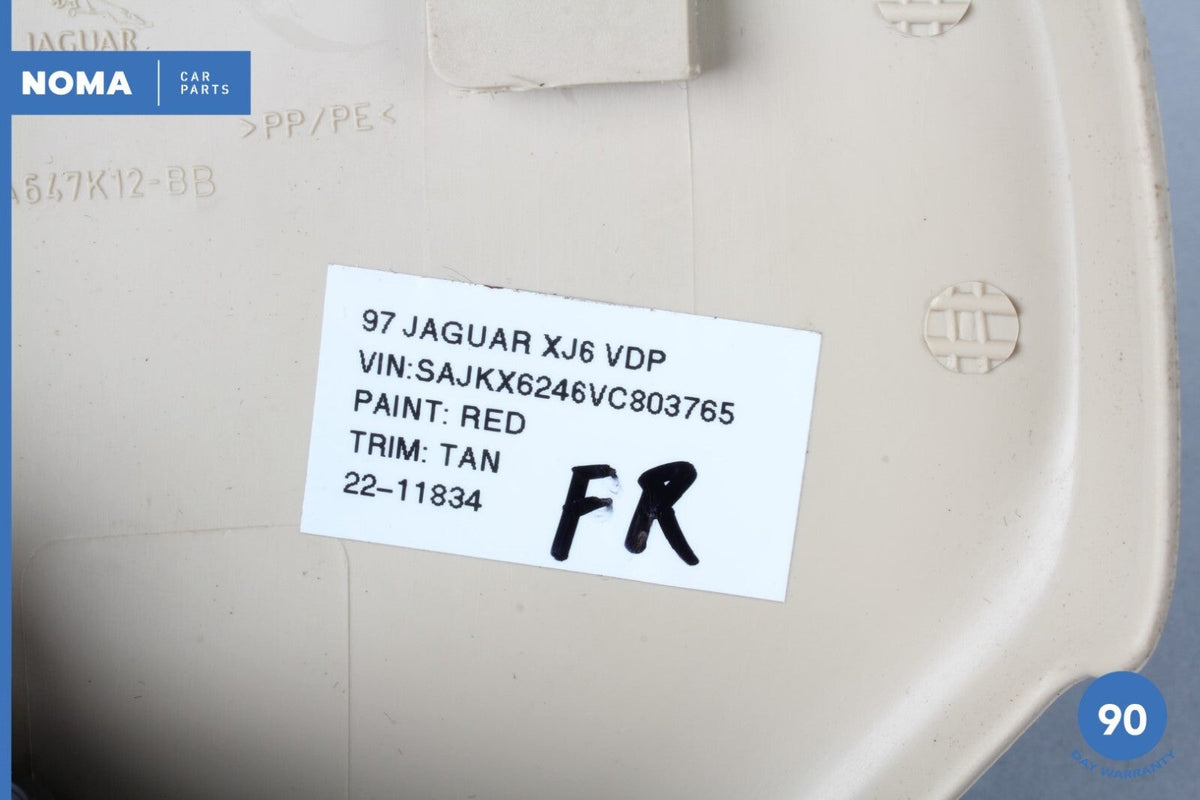 JAGUAR
NOMA
CAR
PARTS
>PP/PE<
A647K12-BB
97 JAGUAR XJ6 VDP
VIN:SAJKX6246VC803765
PAINT: RED
TRIM: TAN
22-11834
FR
90
DAY WARRANTY